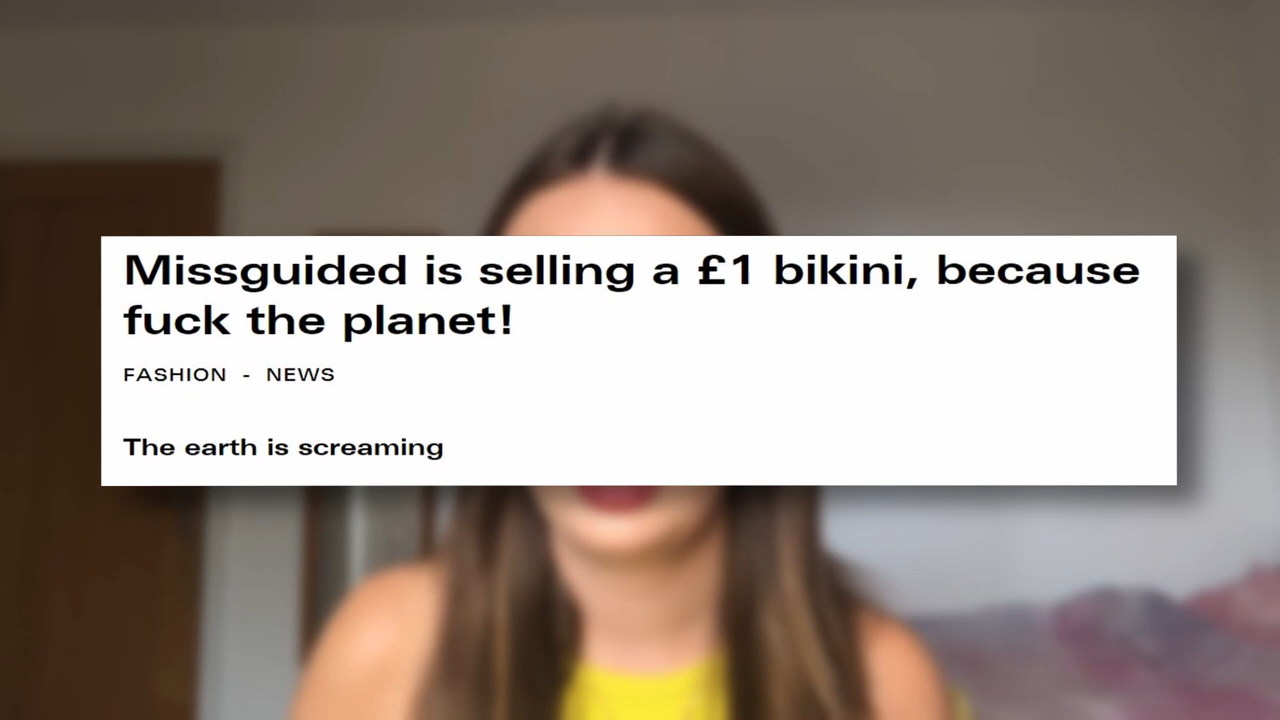 Missguided is selling a £1 bikini, because
fuck the planet!
FASHION - NEWS
The earth is screaming